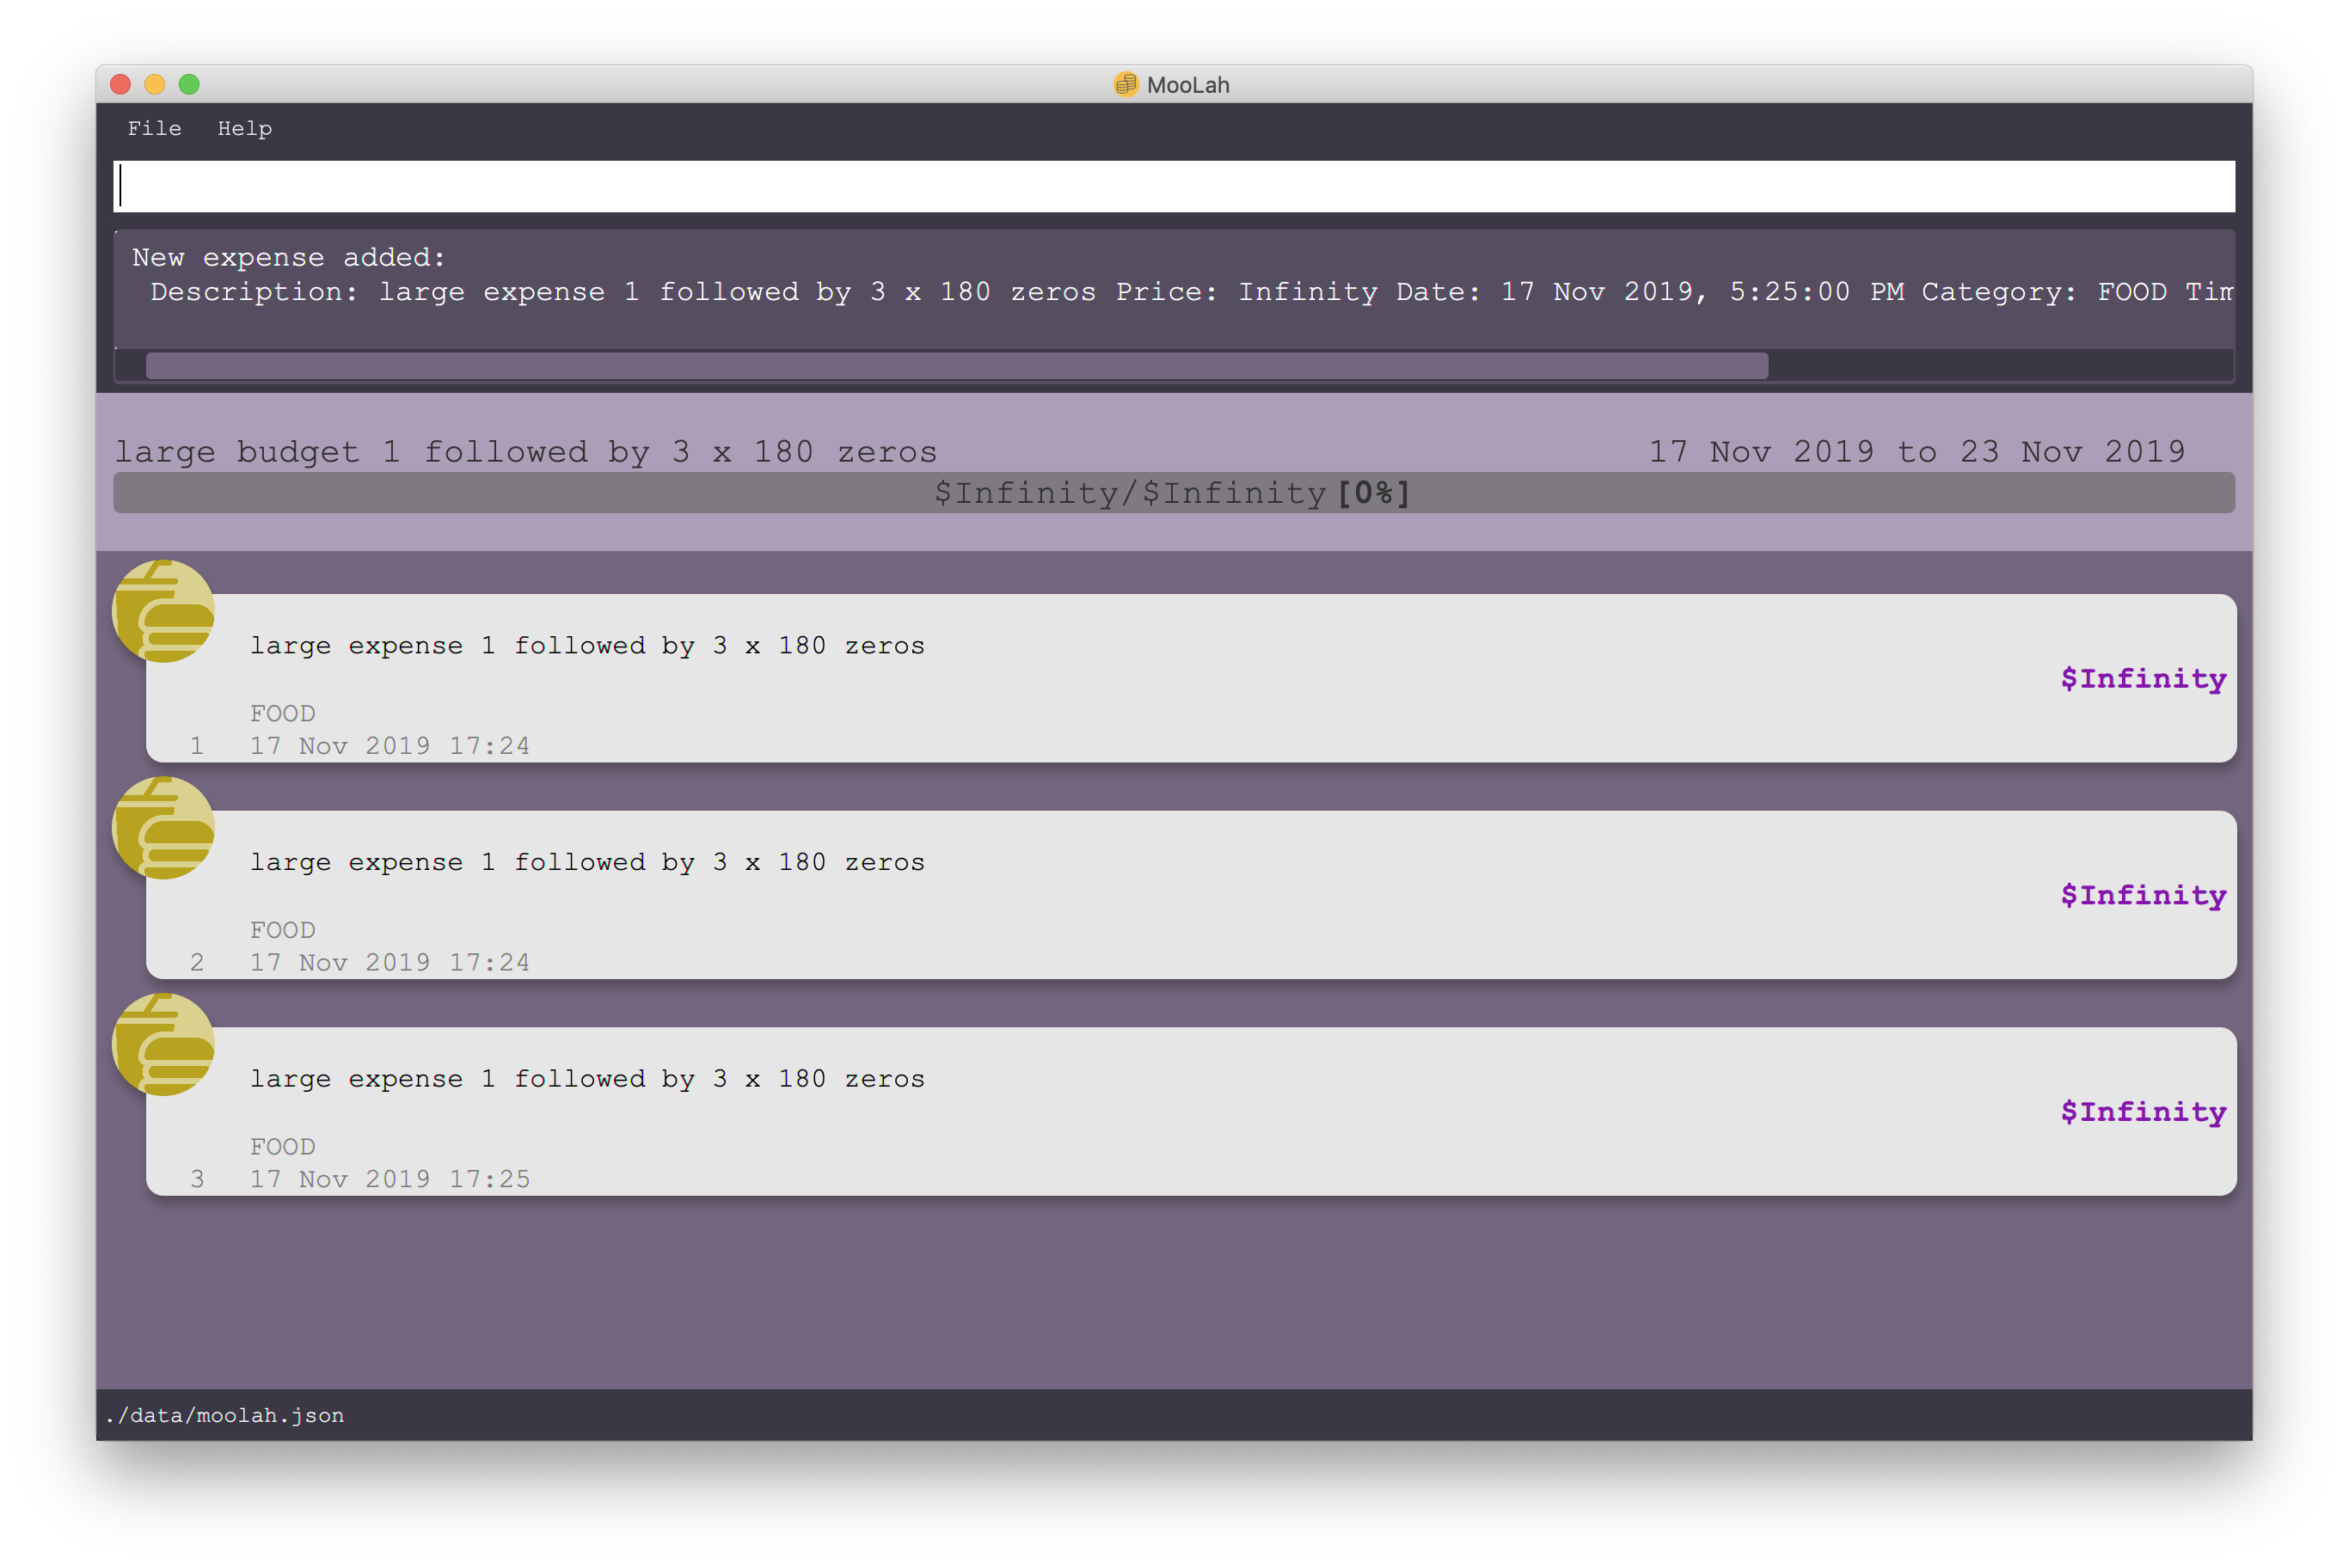 MooLah
File Help
New expense added:
Description: large expense 1 followed by 3 x 180 zeros Price: Infinity Date: 17 Nov 2019, 5:25:00 PM Category: FOOD Tim
large budget 1 followed by 3 x 180 zeros 17 Nov 2019 to 23 Nov 2019
$Infinity/$Infinity [0%]
large expense 1 followed by 3 x 180 zeros
$Infinity
FOOD
1 17 Nov 2019 17:24
large expense 1 followed by 3 x 180 zeros
$Infinity
FOOD
2 17 Nov 2019 17:24
large expense 1 followed by 3 x 180 zeros
$Infinity
FOOD
3 17 Nov 2019 17:25
./data/moolah.json